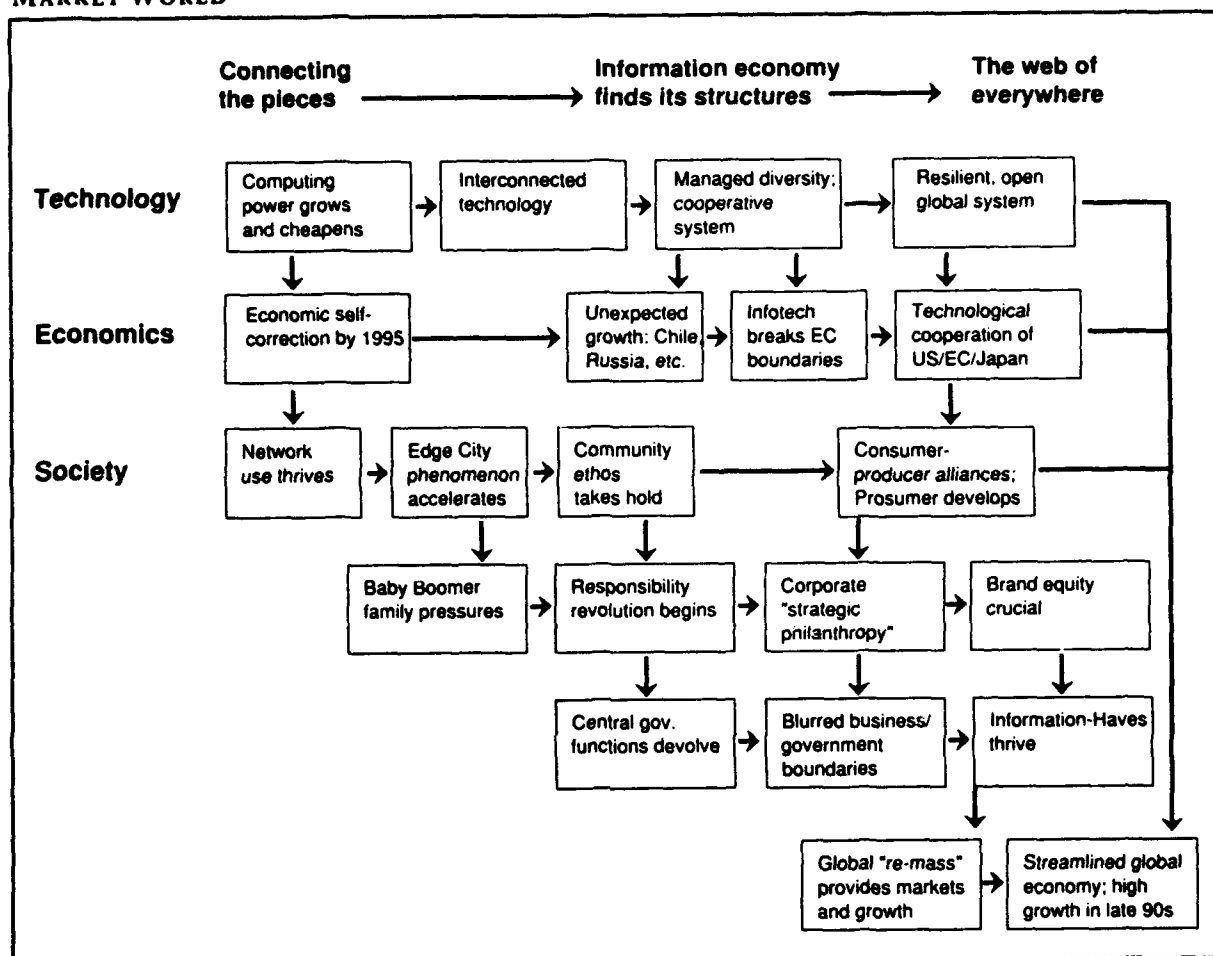 MARKET WORLD
Connecting
the pieces
Information economy
finds its structures
The web of
everywhere
Technology
Computing
power grows
and cheapens
Interconnected
technology
Managed diversity;
cooperative
system
Resilient, open
global system
Economics
Economic self-
correction by 1995
Unexpected
growth: Chile,
Russia, etc.
Infotech
breaks EC
boundaries
Technological
cooperation of
US/EC/Japan
Society
Network
use thrives
Edge City
phenomenon
accelerates
Community
ethos
takes hold
Consumer-
producer alliances;
Prosumer develops
Baby Boomer
family pressures
Responsibility
revolution begins
Corporate
"strategic
philanthropy"
Brand equity
crucial
Central gov.
functions devolve
Blurred business/
government
boundaries
Information-Haves
thrive
Global "re-mass"
provides markets
and growth
Streamlined global
economy; high
growth in late 90s